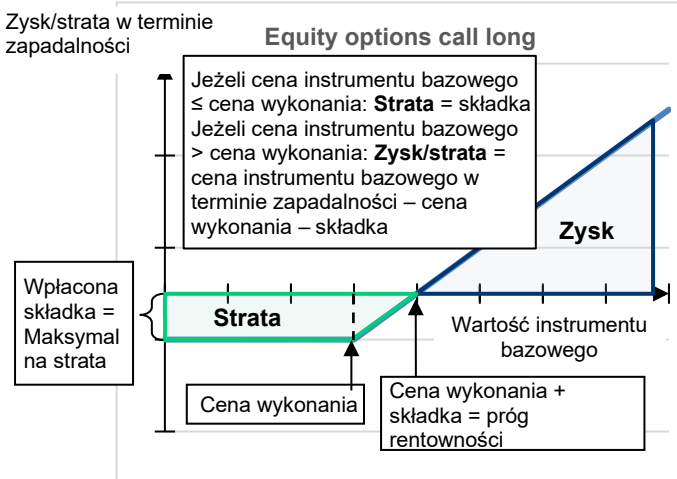 Zysk/strata w terminie
zapadalności
Equity options call long
Jeżeli cena instrumentu bazowego
≤ cena wykonania: Strata = składka
Jeżeli cena instrumentu bazowego
> cena wykonania: Zysk/strata =
cena instrumentu bazowego w
terminie zapadalności – cena
wykonania – składka
Zysk
Wpłacona
składka =
Maksymal
na strata
Strata
Wartość instrumentu
bazowego
Cena wykonania
Cena wykonania +
składka = próg
rentowności